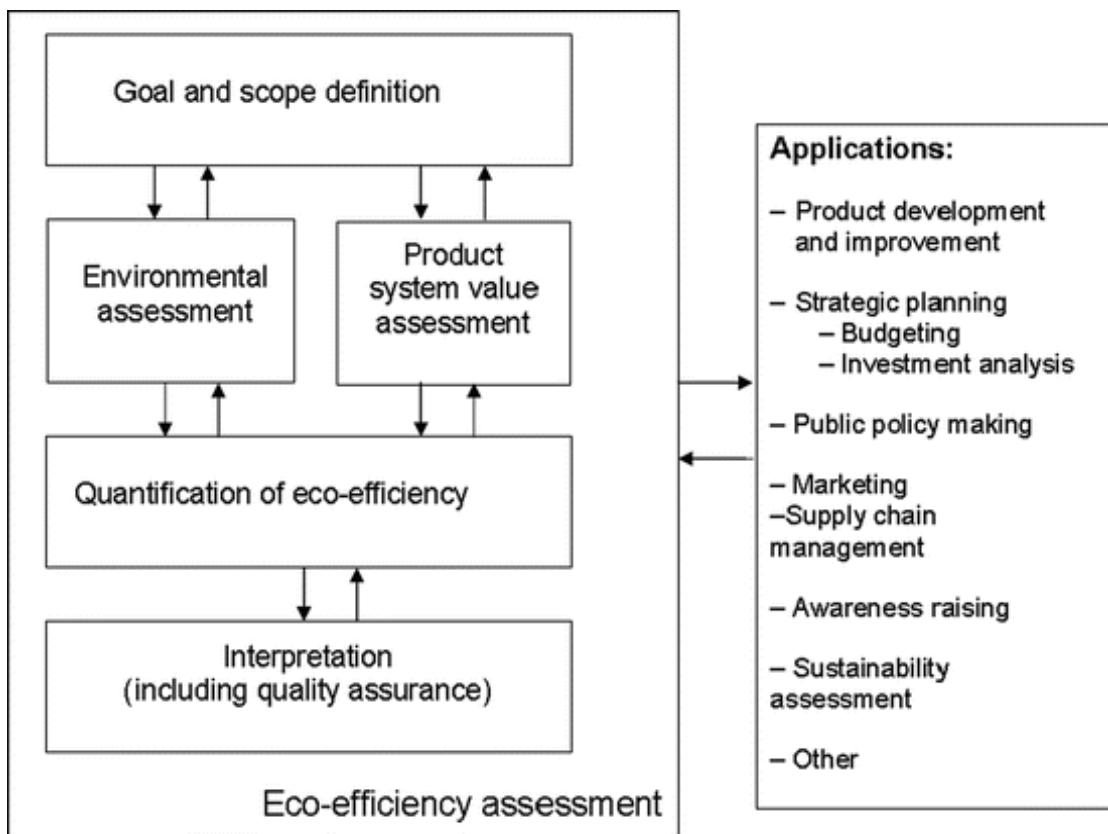 Goal and scope definition
Environmental
assessment
Product
system value
assessment
Quantification of eco-efficiency
Interpretation
(including quality assurance)
Eco-efficiency assessment
Applications:
– Product development
and improvement
– Strategic planning
– Budgeting
– Investment analysis
– Public policy making
– Marketing
–Supply chain
management
– Awareness raising
– Sustainability
assessment
– Other